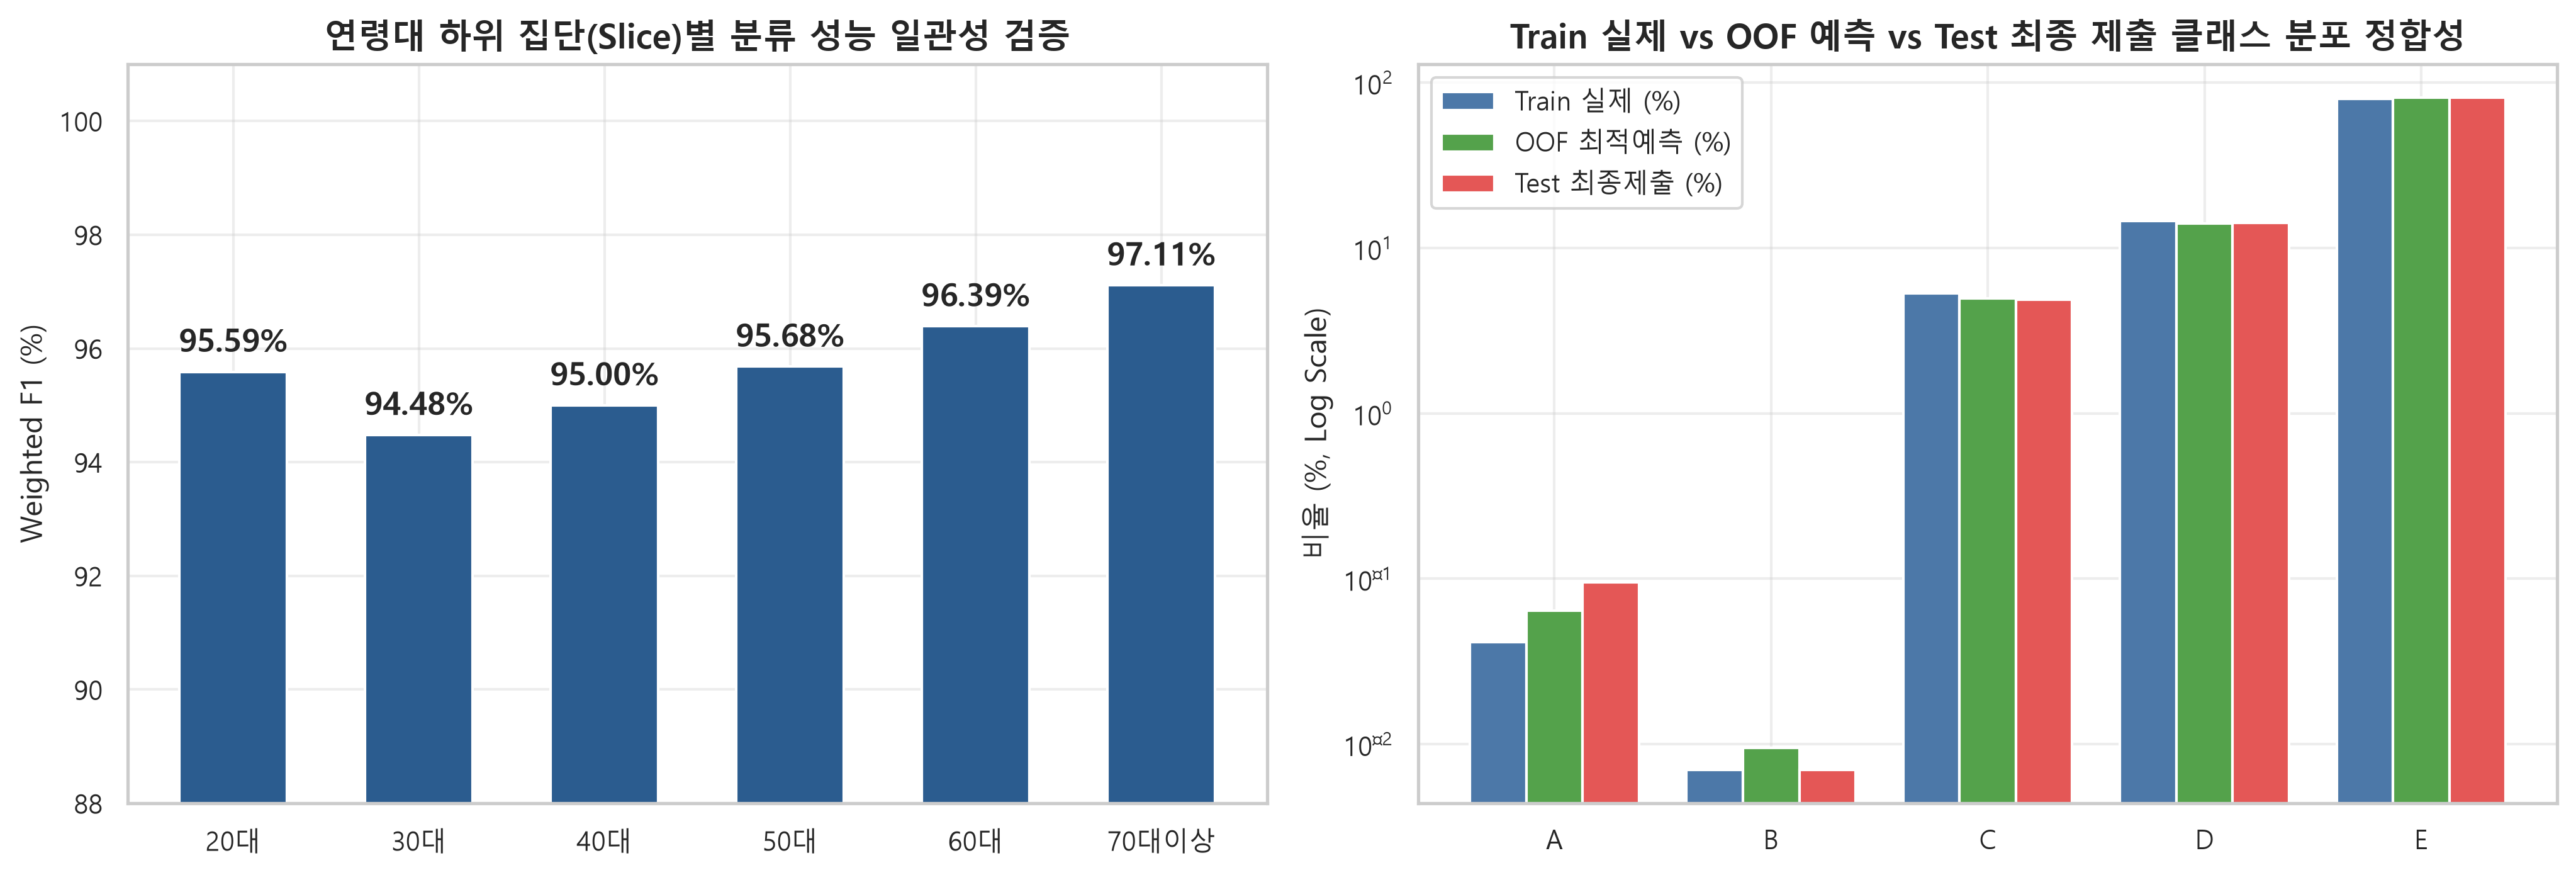 연령대 하위 집단(Slice)별 분류 성능 일관성 검증
Weighted F1 (%)
100
98
96
94
92
90
88
95.59%
94.48%
95.00%
95.68%
96.39%
97.11%
20대
30대
40대
50대
60대
70대이상
Train 실제 vs OOF 예측 vs Test 최종 제출 클래스 분포 정합성
Train 실제 (%)
OOF 최적예측 (%)
Test 최종제출 (%)
비율 (%, Log Scale)
10²
10¹
10⁰
10¤¹
10¤²
A
B
C
D
E